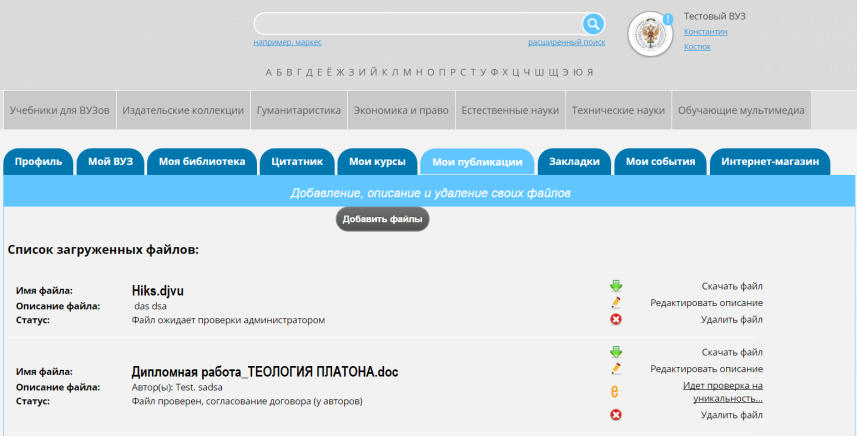 Тестовый ВУЗ
например, маркес
расширенный поиск
Константин
Костюк
А Б В Г Д Е Ё Ж З И Й К Л М Н О П Р С Т У Ф Х Ц Ч Ш Щ Э Ю Я
Учебники для ВУЗов
Издательские коллекции
Гуманитаристика
Экономика и право
Естественные науки
Технические науки
Обучающие мультимедиа
Профиль
Мой ВУЗ
Моя библиотека
Цитатник
Мои курсы
Мои публикации
Закладки
Мои события
Интернет-магазин
Добавление, описание и удаление своих файлов
Добавить файлы
Список загруженных файлов:
Имя файла: Hiks.djvu
Описание файла: das dsa
Статус: Файл ожидает проверки администратором
Скачать файл
Редактировать описание
Удалить файл
Имя файла: Дипломная работа_ТЕОЛОГИЯ ПЛАТОНА.doc
Описание файла: Автор(ы): Test. sadsa
Статус: Файл проверен, согласование договора (у авторов)
Скачать файл
Редактировать описание
Идет проверка на
уникальность...
Удалить файл